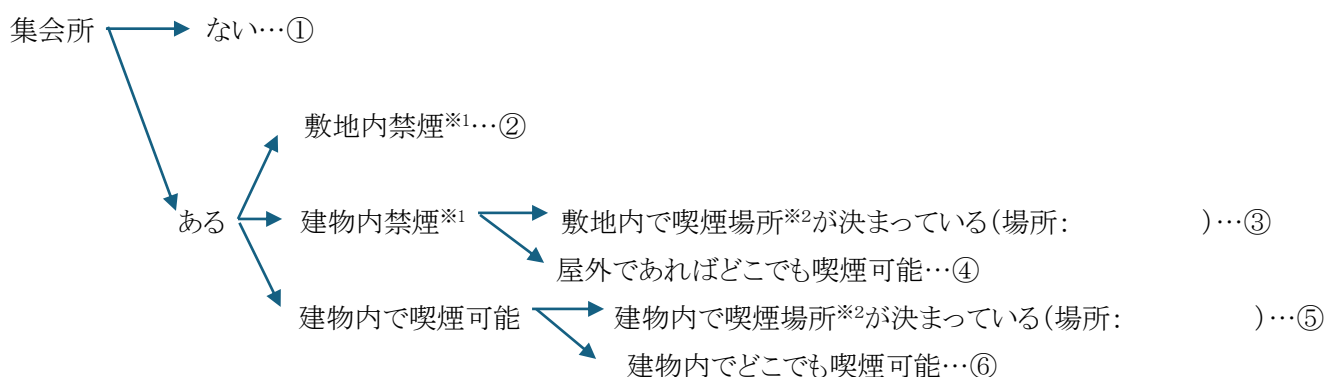 集会所 ない…①
敷地内禁煙※1…②
ある 建物内禁煙※1 敷地内で喫煙場所※2が決まっている(場所:　　　　　)…③
屋外であればどこでも喫煙可能…④
建物内で喫煙可能 建物内で喫煙場所※2が決まっている(場所:　　　　　)…⑤
建物内でどこでも喫煙可能…⑥